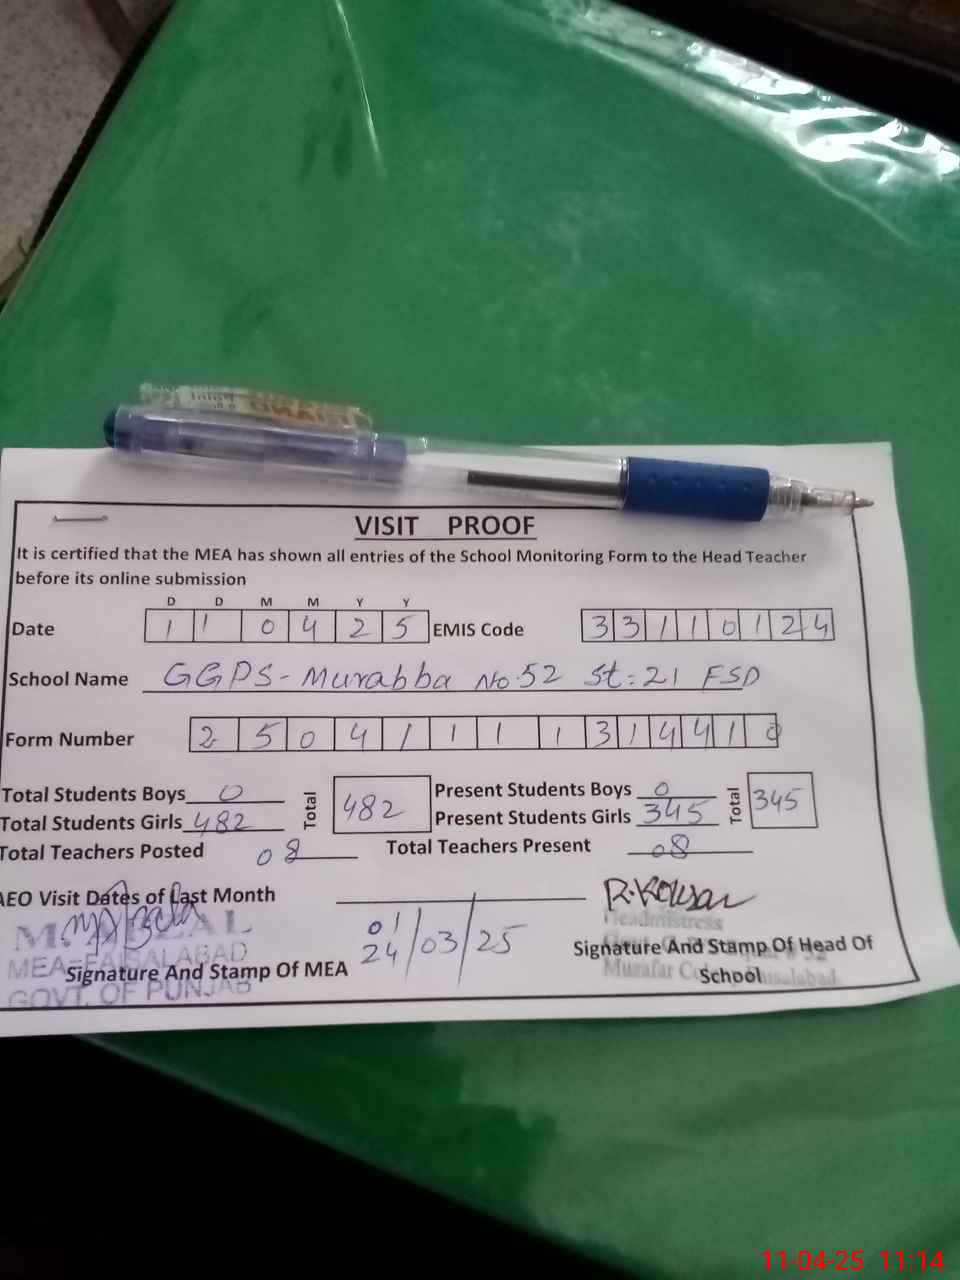 PIANO
Point
VISIT PROOF
It is certified that the MEA has shown all entries of the School Monitoring Form to the Head Teacher
before its online submission
D D M M Y Y
Date 1 1 0 4 2 5 EMIS Code 3 3 1 1 0 1 2 4
School Name GGPS - Murabba No.52 St:21 FSD
Form Number 2 5 0 4 1 1 1 1 3 1 4 4 1 0
Total Students Boys 0 Total 482 Present Students Boys 0 Total 345
Total Students Girls 482 Present Students Girls 345
Total Teachers Posted 08 Total Teachers Present 08
AEO Visit Dates of Last Month
R.Kousar
01
24/03/25
Headmistress
MEA-FAISALABAD
Signature And Stamp Of MEA
GOVT. OF PUNJAB
Signature And Stamp Of Head Of
School
Muzafar
11-04-25 11:14